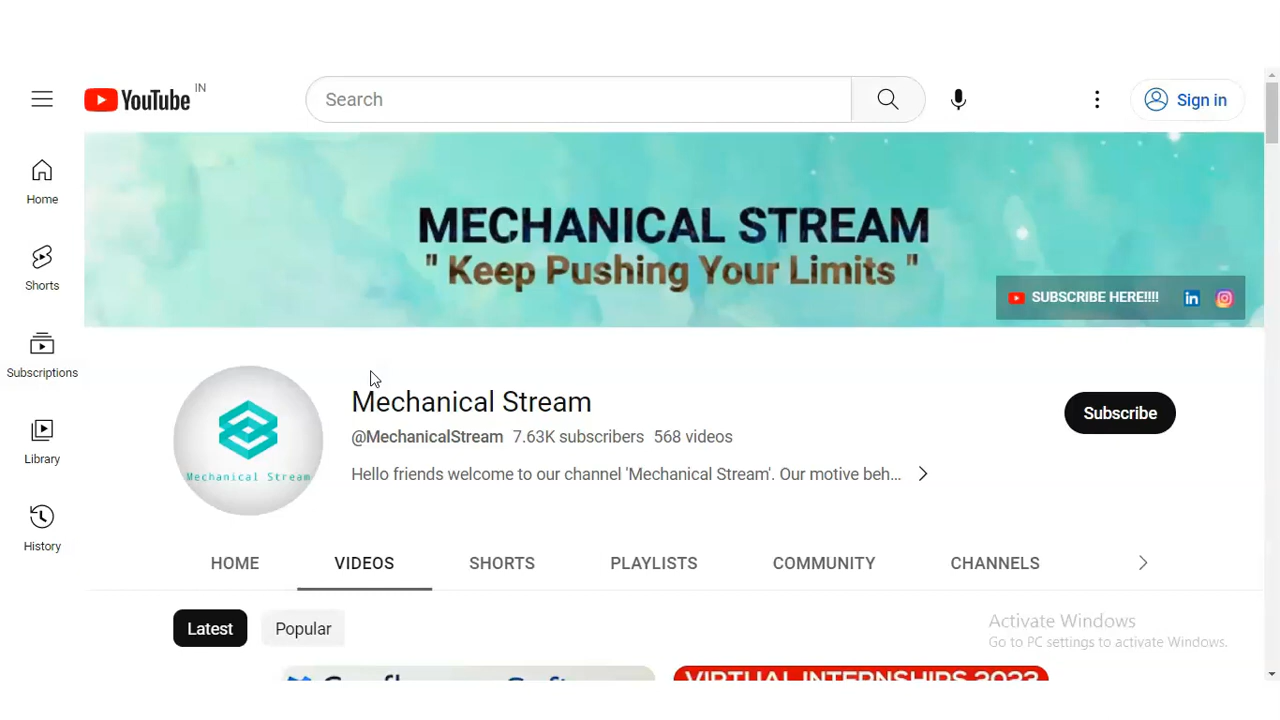 YouTube IN
Search
Sign in
Home
Shorts
Subscriptions
Library
History
MECHANICAL STREAM
" Keep Pushing Your Limits "
SUBSCRIBE HERE!!!!
Mechanical Stream
Mechanical Stream
@MechanicalStream 7.63K subscribers 568 videos
Hello friends welcome to our channel 'Mechanical Stream'. Our motive beh...
Subscribe
HOME VIDEOS SHORTS PLAYLISTS COMMUNITY CHANNELS
Latest Popular
Activate Windows
Go to PC settings to activate Windows.
VIRTUAL INTERNSHIPS 2023